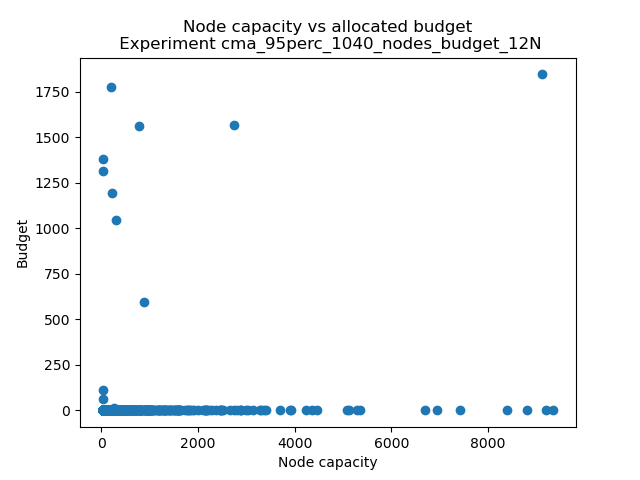 Node capacity vs allocated budget
Experiment cma_95perc_1040_nodes_budget_12N
1750
1500
1250
1000
750
500
250
0
Budget
0 2000 4000 6000 8000
Node capacity